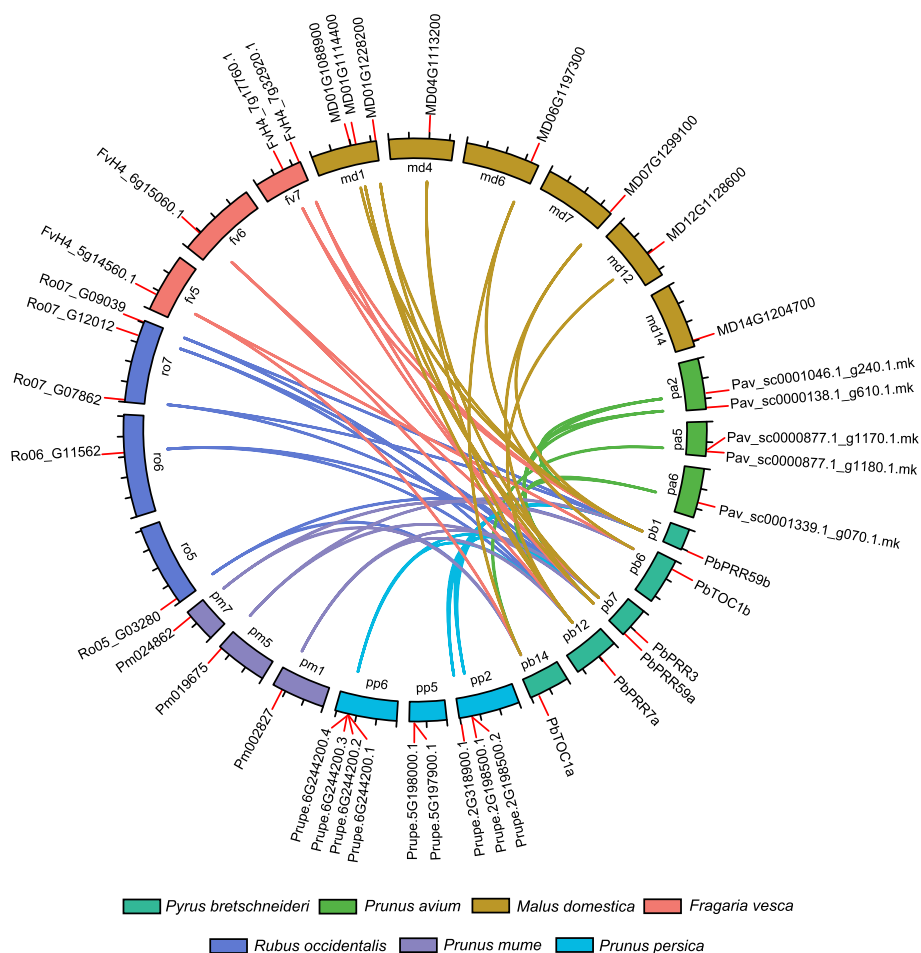 MD01G1088900
MD01G1114400
MD01G1228200
MD04G1113200
MD06G1197300
MD07G1299100
MD12G1128600
MD14G1204700
Pav_sc0001046.1_g240.1.mk
Pav_sc0000138.1_g610.1.mk
Pav_sc0000877.1_g1170.1.mk
Pav_sc0000877.1_g1180.1.mk
Pav_sc0001339.1_g070.1.mk
PbPRR59b
PbTOC1b
PbPRR3
PbPRR59a
PbPRR7a
PbTOC1a
Prupe.2G198500.2
Prupe.2G198500.1
Prupe.2G318900.1
Prupe.5G197900.1
Prupe.5G198000.1
Prupe.6G244200.1
Prupe.6G244200.2
Prupe.6G244200.3
Prupe.6G244200.4
Pm002827
Pm019675
Pm024862
Ro05_G03280
Ro06_G11562
Ro07_G07862
Ro07_G12012
Ro07_G09039
FvH4_5g14560.1
FvH4_6g15060.1
FvH4_7g17760.1
FvH4_7g32920.1
md1
md4
md6
md7
md12
md14
pa2
pa5
pa6
pb1
pb6
pb7
pb12
pb14
pp2
pp5
pp6
pm1
pm5
pm7
ro5
ro6
ro7
fv5
fv6
fv7
Pyrus bretschneideri
Prunus avium
Malus domestica
Fragaria vesca
Rubus occidentalis
Prunus mume
Prunus persica